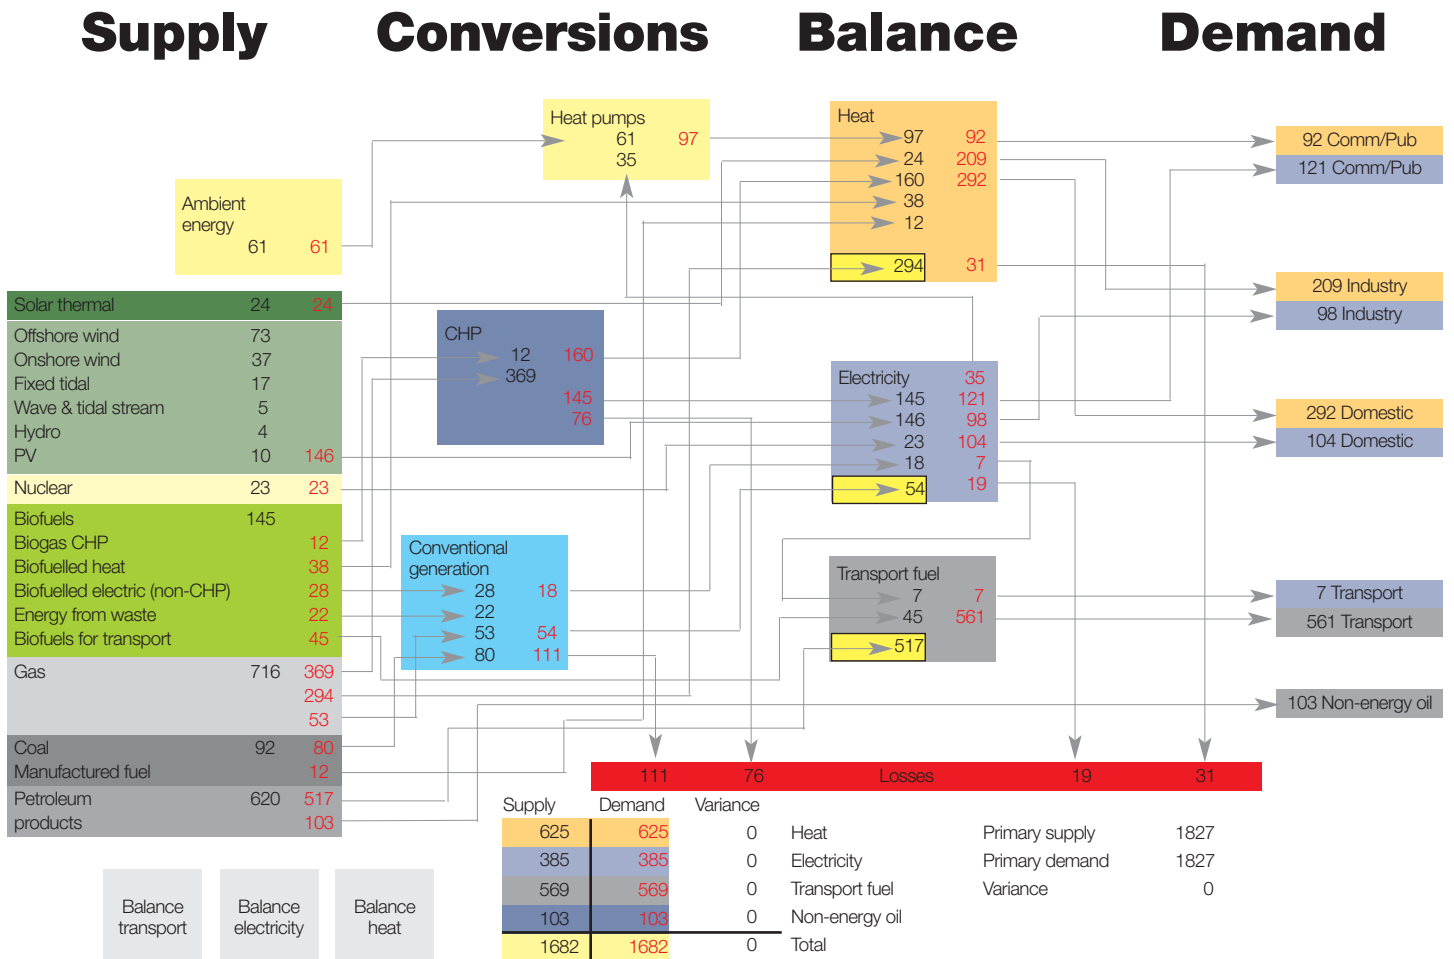 Supply Conversions Balance Demand
Ambient
energy
61 61
Solar thermal 24 24
Offshore wind 73
Onshore wind 37
Fixed tidal 17
Wave & tidal stream 5
Hydro 4
PV 10 146
Nuclear 23 23
Biofuels 145
Biogas CHP 12
Biofuelled heat 38
Biofuelled electric (non-CHP) 28
Energy from waste 22
Biofuels for transport 45
Gas 716 369
294
53
Coal 92 80
Manufactured fuel 12
Petroleum 620 517
products 103
Heat pumps
61 97
35
CHP
12 160
369
145
76
Conventional
generation
28 18
22
53 54
80 111
Heat
97 92
24 209
160 292
38
12
294 31
Electricity 35
145 121
146 98
23 104
18 7
54 19
Transport fuel
7 7
45 561
517
92 Comm/Pub
121 Comm/Pub
209 Industry
98 Industry
292 Domestic
104 Domestic
7 Transport
561 Transport
103 Non-energy oil
111 76 Losses 19 31
Supply Demand Variance
625 625 0 Heat
385 385 0 Electricity
569 569 0 Transport fuel
103 103 0 Non-energy oil
1682 1682 0 Total
Primary supply 1827
Primary demand 1827
Variance 0
Balance
transport
Balance
electricity
Balance
heat